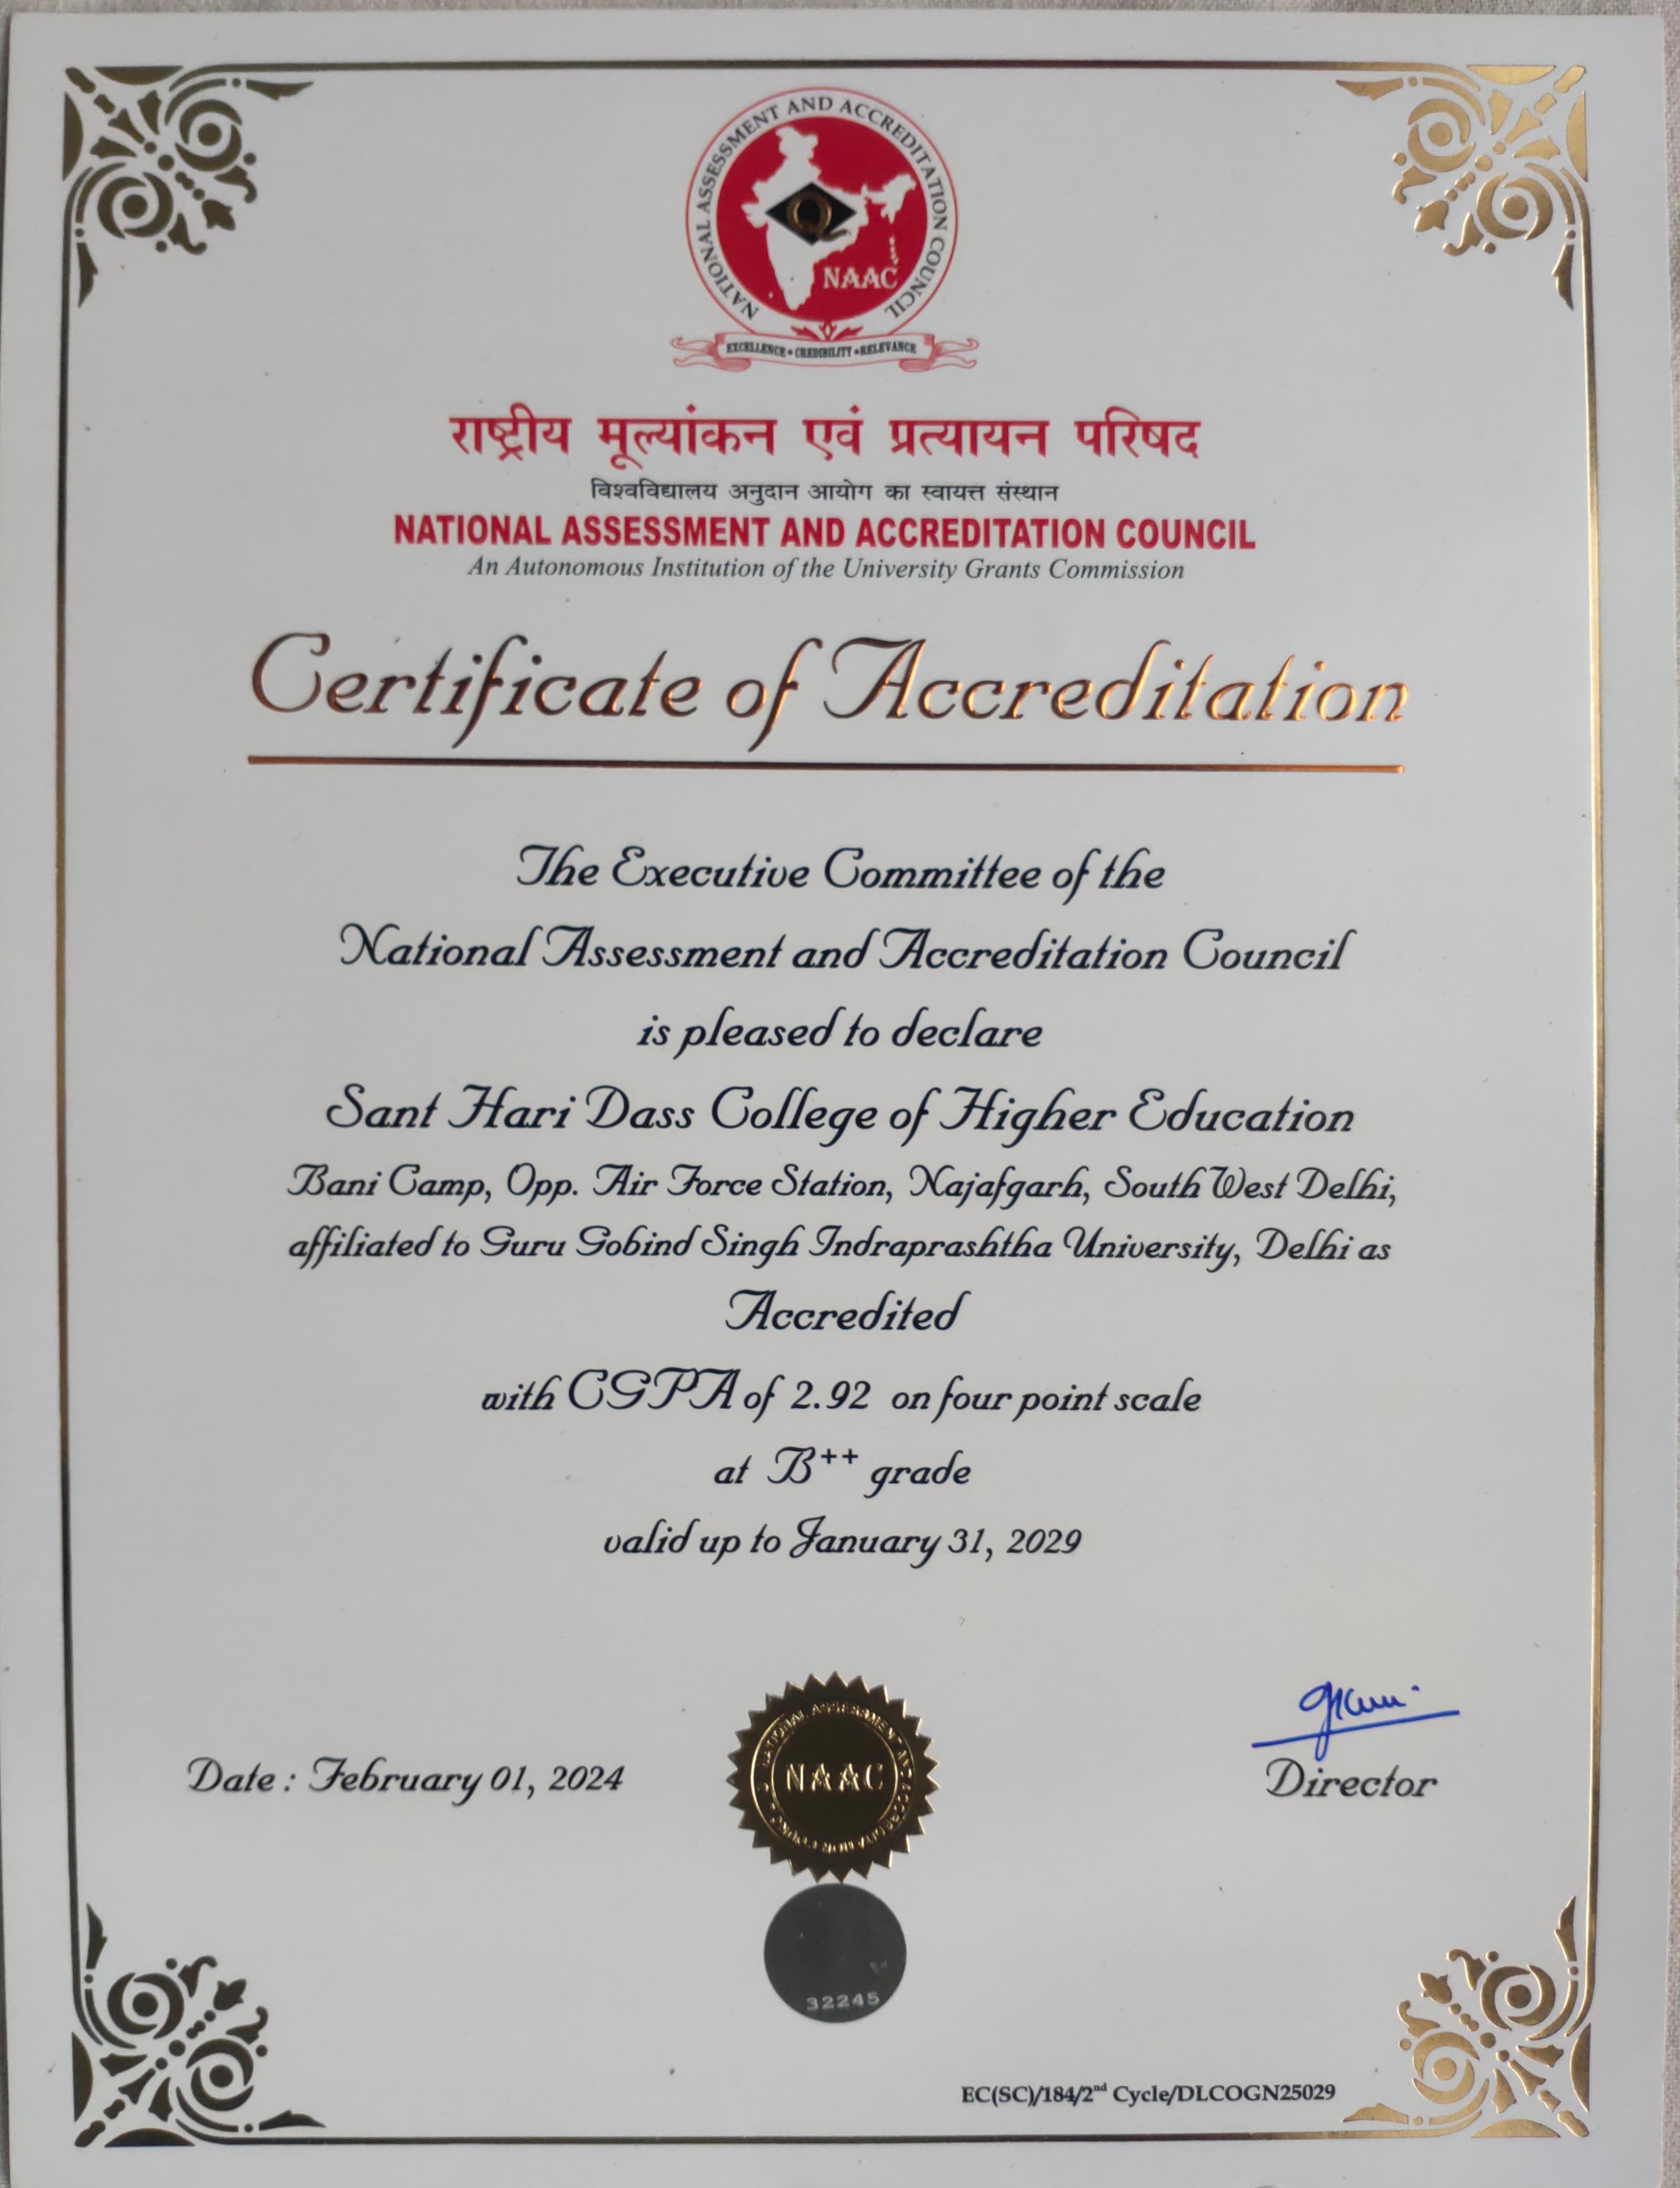 NATIONAL ASSESSMENT AND ACCREDITATION COUNCIL
Q
NAAC
EXCELLENCE • CREDIBILITY • RELEVANCE
राष्ट्रीय मूल्यांकन एवं प्रत्यायन परिषद
विश्वविद्यालय अनुदान आयोग का स्वायत्त संस्थान
NATIONAL ASSESSMENT AND ACCREDITATION COUNCIL
An Autonomous Institution of the University Grants Commission
Certificate of Accreditation
The Executive Committee of the
National Assessment and Accreditation Council
is pleased to declare
Sant Hari Dass College of Higher Education
Bani Camp, Opp. Air Force Station, Najafgarh, South West Delhi,
affiliated to Guru Gobind Singh Indraprashtha University, Delhi as
Accredited
with CGPA of 2.92 on four point scale
at B⁺⁺ grade
valid up to January 31, 2029
Date : February 01, 2024
NATIONAL ASSESSMENT
NAAC
Director
32245
EC(SC)/184/2ⁿᵈ Cycle/DLCOGN25029